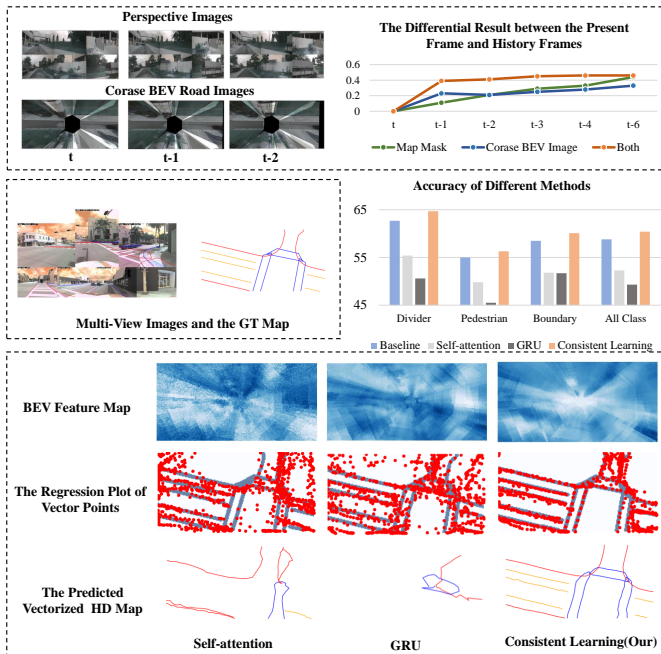 Perspective Images
Corase BEV Road Images
t
t-1
t-2
The Differential Result between the Present
Frame and History Frames
0.6
0.4
0.2
0
t
t-1
t-2
t-3
t-4
t-6
Map Mask
Corase BEV Image
Both
Multi-View Images and the GT Map
Accuracy of Different Methods
65
55
45
Divider
Pedestrian
Boundary
All Class
Baseline
Self-attention
GRU
Consistent Learning
BEV Feature Map
The Regression Plot of
Vector Points
The Predicted
Vectorized HD Map
Self-attention
GRU
Consistent Learning(Our)